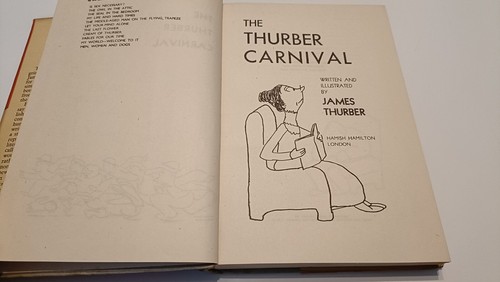 IS SEX NECESSARY?
THE OWL IN THE ATTIC
THE SEAL IN THE BEDROOM
MY LIFE AND HARD TIMES
THE MIDDLE-AGED MAN ON THE FLYING TRAPEZE
LET YOUR MIND ALONE
THE LAST FLOWER
CREAM OF THURBER
FABLES FOR OUR TIME
MY WORLD—WELCOME TO IT
MEN, WOMEN AND DOGS
THE
THURBER
CARNIVAL
WRITTEN AND
ILLUSTRATED
BY
JAMES
THURBER
HAMISH HAMILTON
LONDON